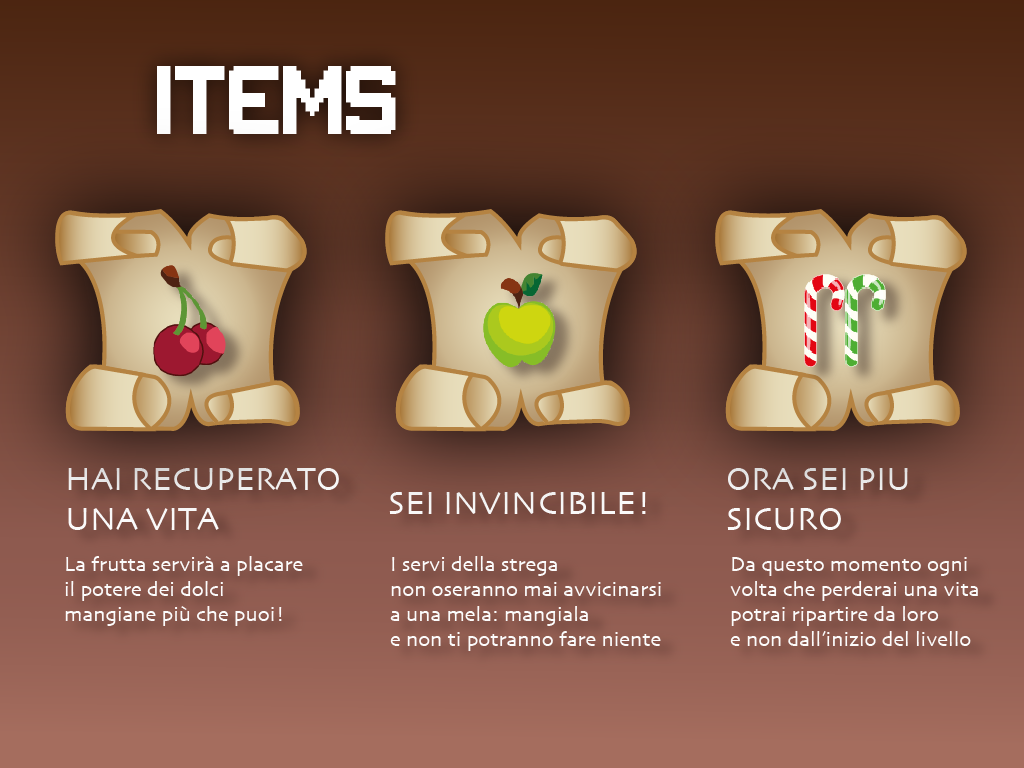 ITEMS
HAI RECUPERATO
UNA VITA
La frutta servirà a placare
il potere dei dolci
mangiane più che puoi!
SEI INVINCIBILE!
I servi della strega
non oseranno mai avvicinarsi
a una mela: mangiala
e non ti potranno fare niente
ORA SEI PIU
SICURO
Da questo momento ogni
volta che perderai una vita
potrai ripartire da loro
e non dall’inizio del livello